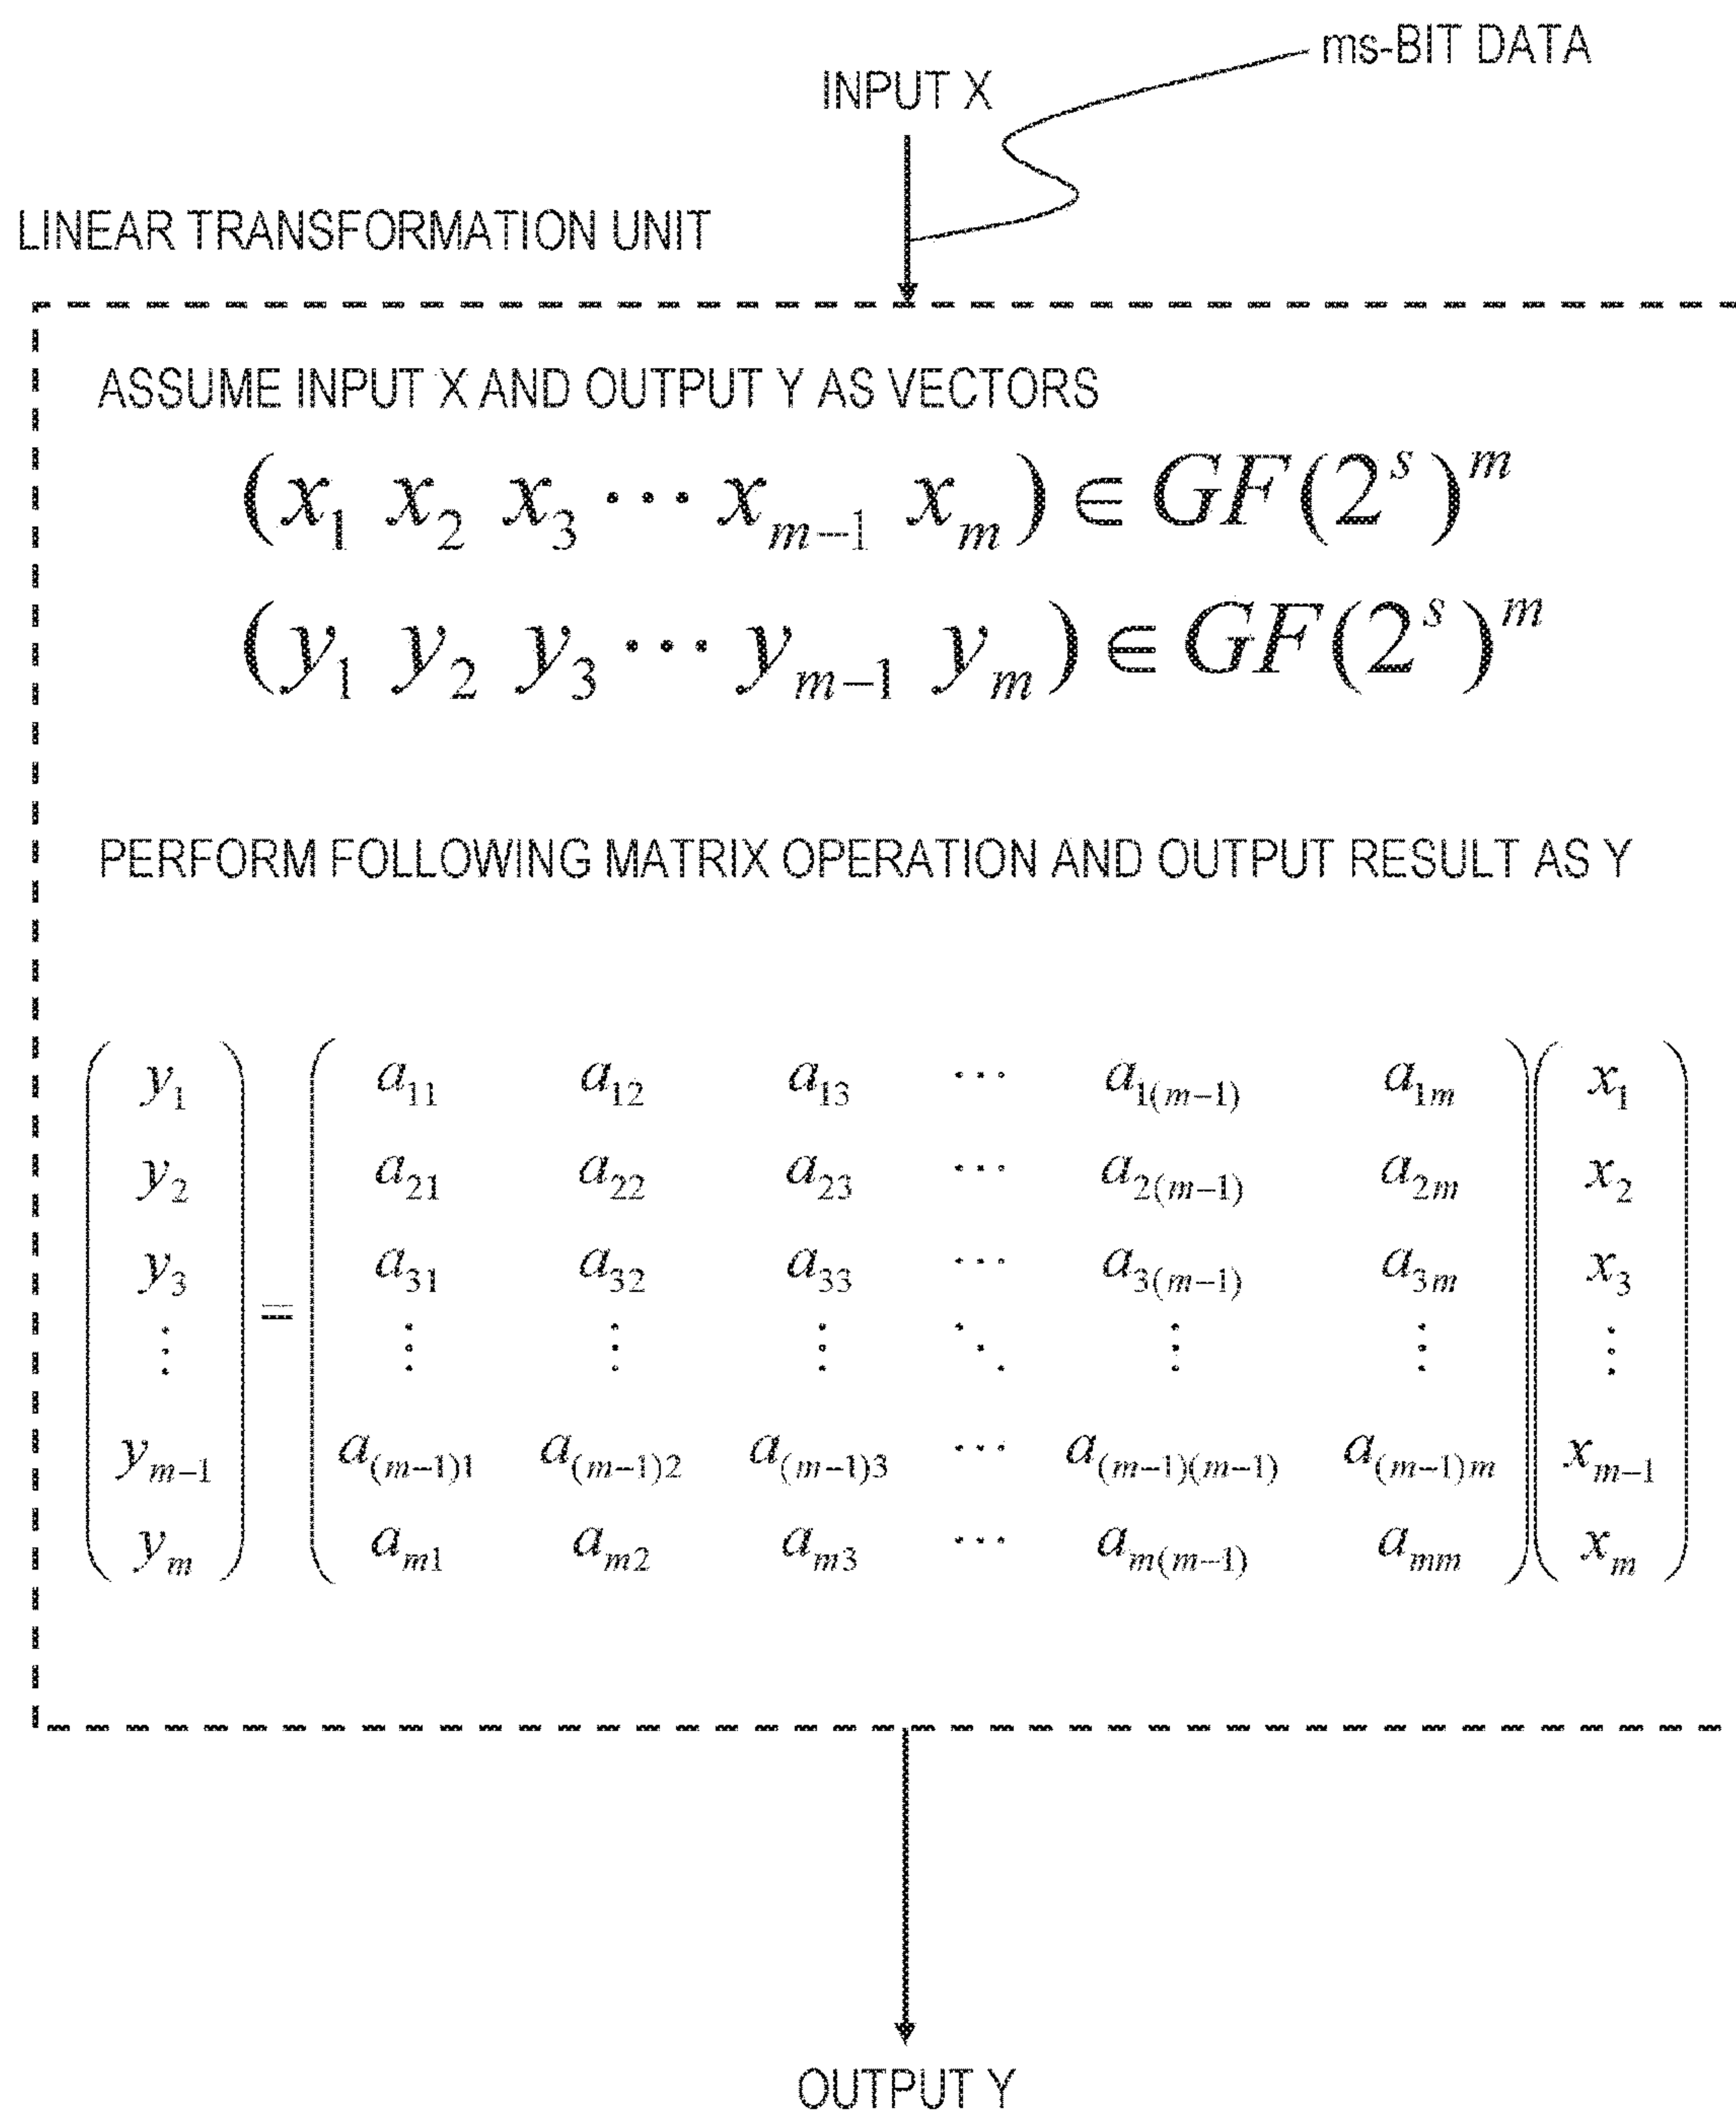 ms-BIT DATA
INPUT X
LINEAR TRANSFORMATION UNIT
ASSUME INPUT X AND OUTPUT Y AS VECTORS
(x₁ x₂ x₃ ⋯ xₘ₋₁ xₘ) ∈ GF(2ˢ)ᵐ
(y₁ y₂ y₃ ⋯ yₘ₋₁ yₘ) ∈ GF(2ˢ)ᵐ
PERFORM FOLLOWING MATRIX OPERATION AND OUTPUT RESULT AS Y
y₁ a₁₁ a₁₂ a₁₃ ⋯ a₁₍ₘ₋₁₎ a₁ₘ x₁
y₂ a₂₁ a₂₂ a₂₃ ⋯ a₂₍ₘ₋₁₎ a₂ₘ x₂
y₃ a₃₁ a₃₂ a₃₃ ⋯ a₃₍ₘ₋₁₎ a₃ₘ x₃
⋮ = ⋮ ⋮ ⋮ ⋱ ⋮ ⋮ ⋮
yₘ₋₁ a₍ₘ₋₁₎₁ a₍ₘ₋₁₎₂ a₍ₘ₋₁₎₃ ⋯ a₍ₘ₋₁₎₍ₘ₋₁₎ a₍ₘ₋₁₎ₘ xₘ₋₁
yₘ aₘ₁ aₘ₂ aₘ₃ ⋯ aₘ₍ₘ₋₁₎ aₘₘ xₘ
OUTPUT Y